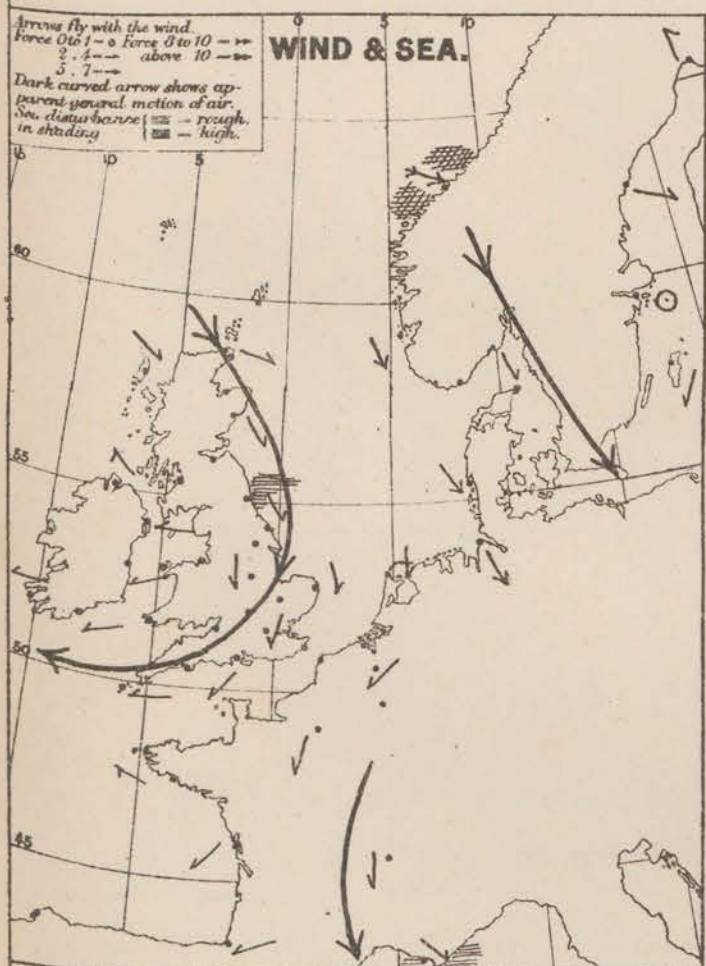 WIND & SEA.
Arrows fly with the wind.
Force 0 to 1 - o Force 8 to 10 -
2 . 4 - above 10 -
5 . 7 -
Dark curved arrow shows ap-
parent general motion of air.
Sea disturbance - rough.
in shading - high.
10 5 0 5 10
60
55
50
45